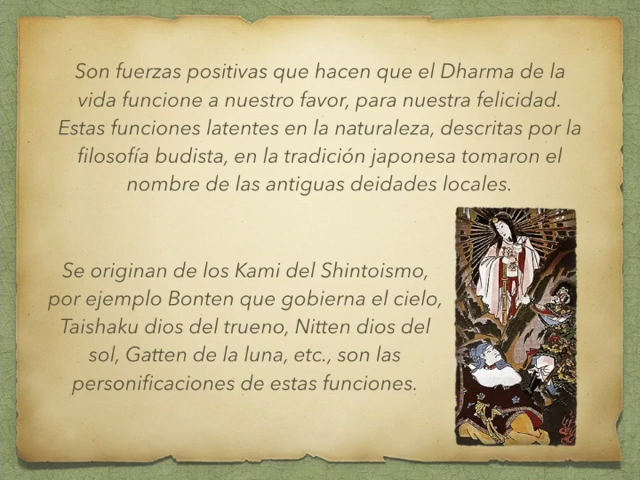 Son fuerzas positivas que hacen que el Dharma de la
vida funcione a nuestro favor, para nuestra felicidad.
Estas funciones latentes en la naturaleza, descritas por la
filosofía budista, en la tradición japonesa tomaron el
nombre de las antiguas deidades locales.
Se originan de los Kami del Shintoismo,
por ejemplo Bonten que gobierna el cielo,
Taishaku dios del trueno, Nitten dios del
sol, Gatten de la luna, etc., son las
personificaciones de estas funciones.